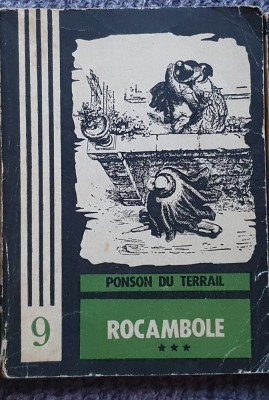 PONSON DU TERRAIL
9
ROCAMBOLE
***